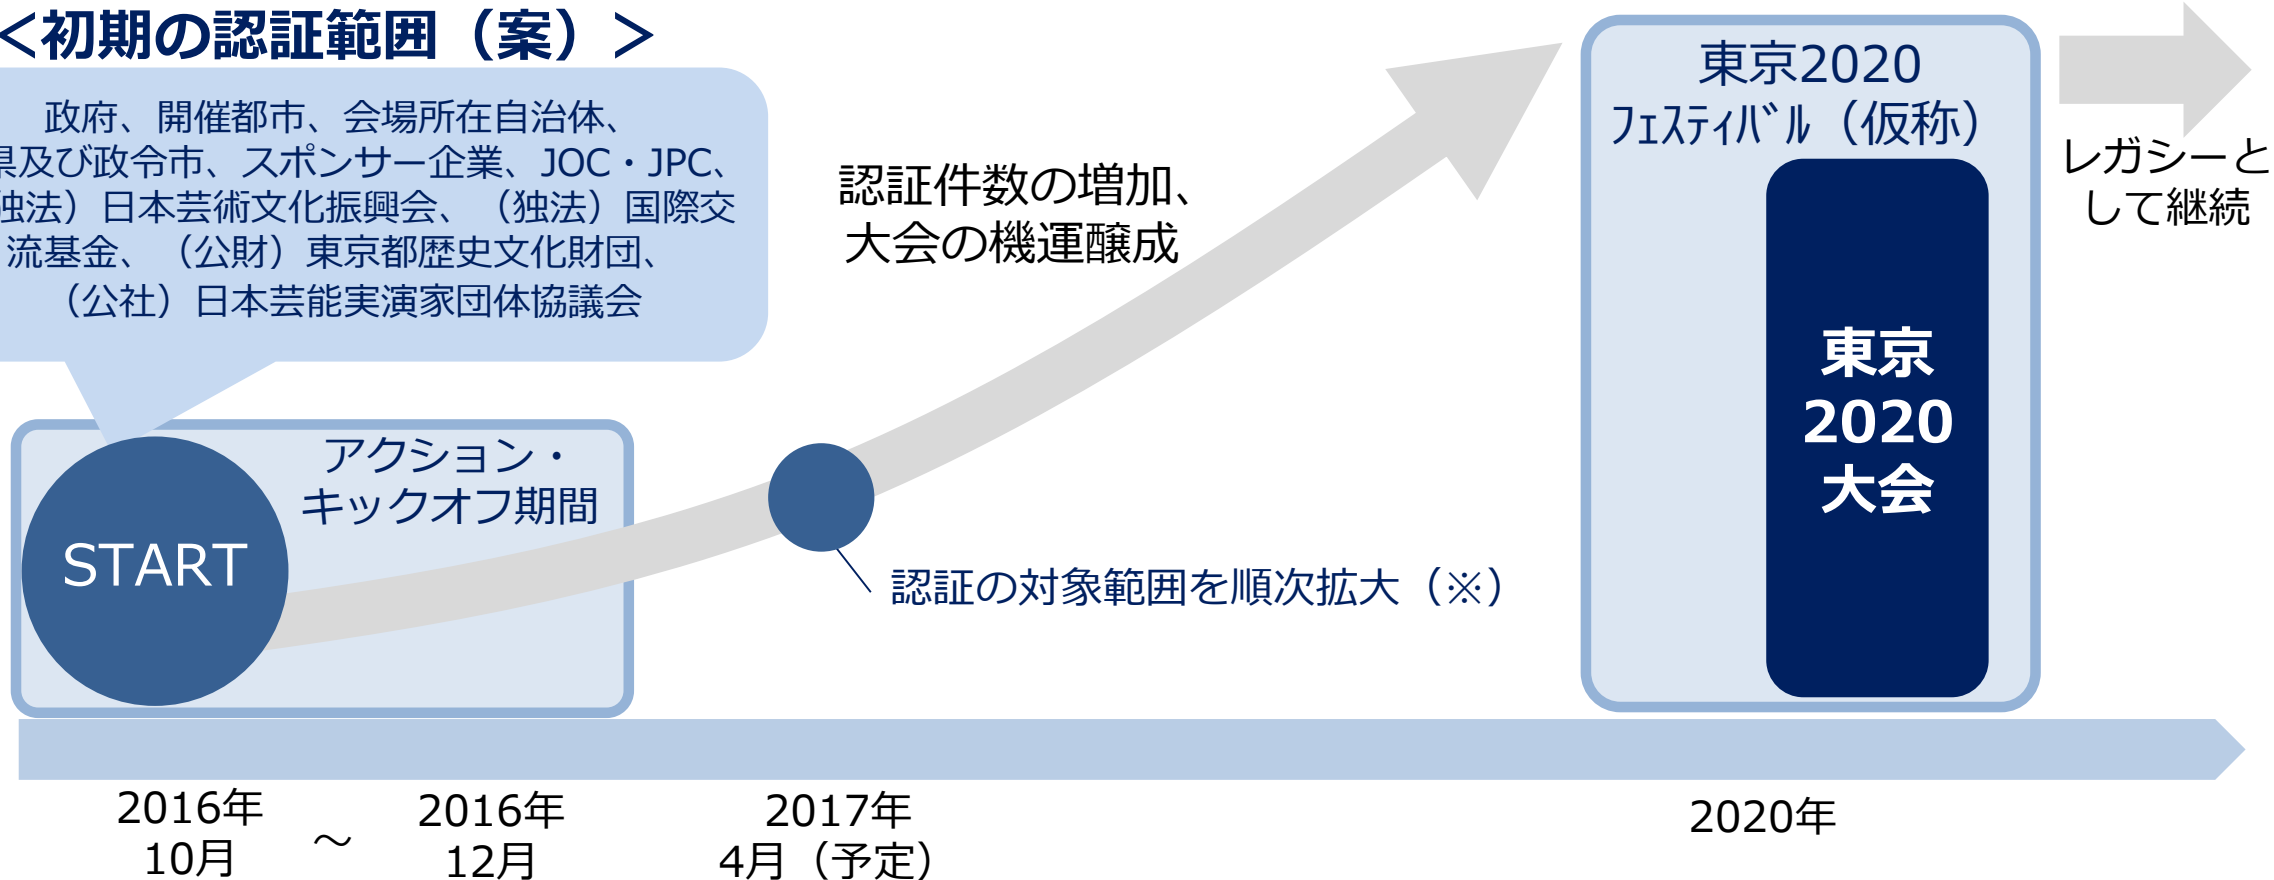 ＜初期の認証範囲（案）＞
政府、開催都市、会場所在自治体、
県及び政令市、スポンサー企業、JOC・JPC、
独法）日本芸術文化振興会、（独法）国際交
流基金、（公財）東京都歴史文化財団、
（公社）日本芸能実演家団体協議会
START
アクション・
キックオフ期間
認証件数の増加、
大会の機運醸成
認証の対象範囲を順次拡大（※）
東京2020
ﾌｪｽﾃｨﾊﾞﾙ（仮称）
東京
2020
大会
レガシーと
して継続
2016年
10月
～
2016年
12月
2017年
4月（予定）
2020年